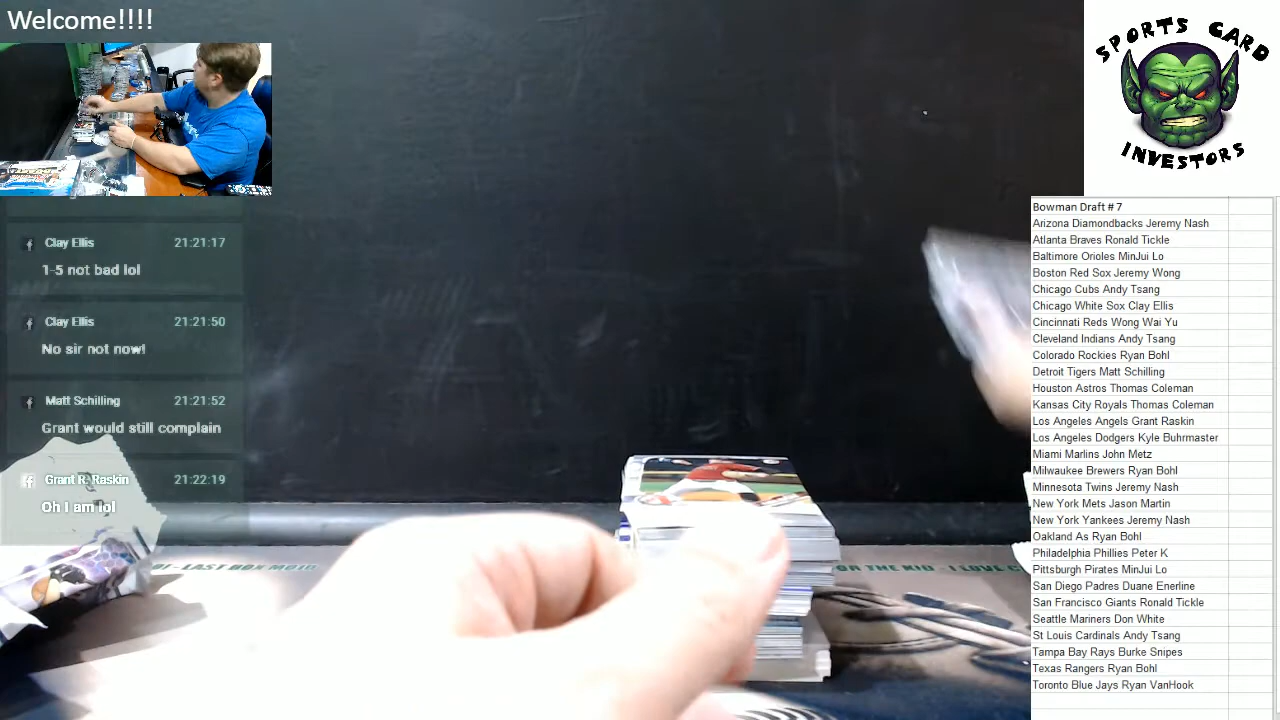 Welcome!!!!
SPORTS CARD
INVESTORS
Clay Ellis 21:21:17
1-5 not bad lol
Clay Ellis 21:21:50
No sir not now!
Matt Schilling 21:21:52
Grant would still complain
Grant R. Raskin 21:22:19
Oh I am lol
Bowman Draft # 7
Arizona Diamondbacks Jeremy Nash
Atlanta Braves Ronald Tickle
Baltimore Orioles MinJui Lo
Boston Red Sox Jeremy Wong
Chicago Cubs Andy Tsang
Chicago White Sox Clay Ellis
Cincinnati Reds Wong Wai Yu
Cleveland Indians Andy Tsang
Colorado Rockies Ryan Bohl
Detroit Tigers Matt Schilling
Houston Astros Thomas Coleman
Kansas City Royals Thomas Coleman
Los Angeles Angels Grant Raskin
Los Angeles Dodgers Kyle Buhrmaster
Miami Marlins John Metz
Milwaukee Brewers Ryan Bohl
Minnesota Twins Jeremy Nash
New York Mets Jason Martin
New York Yankees Jeremy Nash
Oakland As Ryan Bohl
Philadelphia Phillies Peter K
Pittsburgh Pirates MinJui Lo
San Diego Padres Duane Enerline
San Francisco Giants Ronald Tickle
Seattle Mariners Don White
St Louis Cardinals Andy Tsang
Tampa Bay Rays Burke Snipes
Texas Rangers Ryan Bohl
Toronto Blue Jays Ryan VanHook
LAST BOX MOJO
OR THE KID - I LOVE